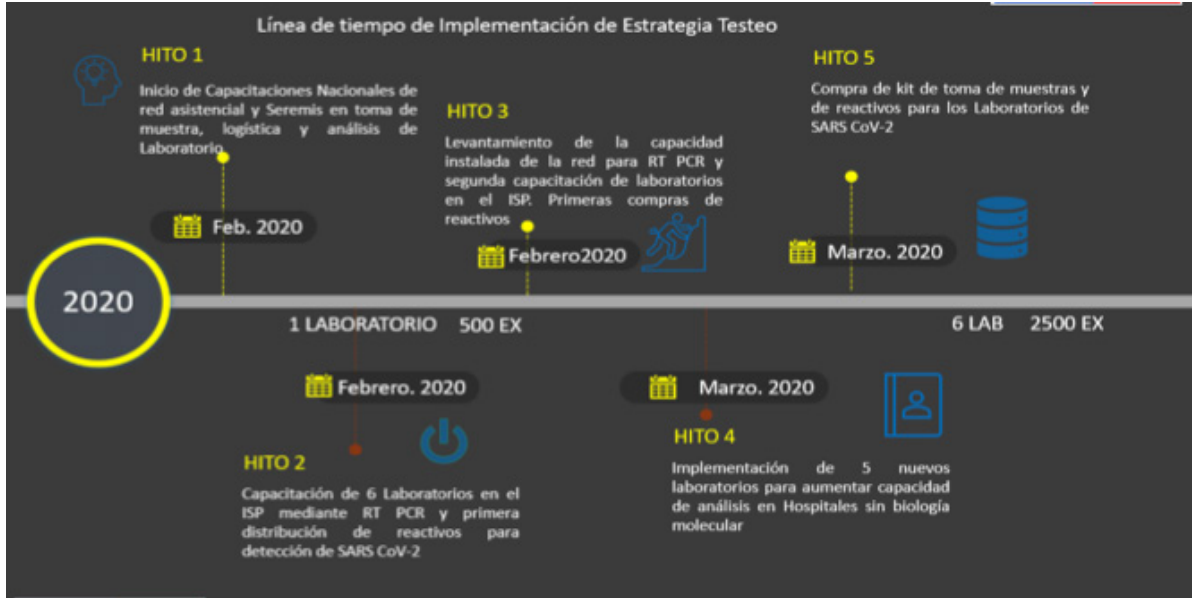 Línea de tiempo de Implementación de Estrategia Testeo
HITO 1
Inicio de Capacitaciones Nacionales de
red asistencial y Seremis en toma de
muestra, logística y análisis de
Laboratorio
Feb. 2020
HITO 3
Levantamiento de la capacidad
instalada de la red para RT PCR y
segunda capacitación de laboratorios
en el ISP. Primeras compras de
reactivos
Febrero2020
HITO 5
Compra de kit de toma de muestras y
de reactivos para los Laboratorios de
SARS CoV-2
Marzo. 2020
2020
1 LABORATORIO 500 EX
6 LAB 2500 EX
Febrero. 2020
HITO 2
Capacitación de 6 Laboratorios en el
ISP mediante RT PCR y primera
distribución de reactivos para
detección de SARS CoV-2
Marzo. 2020
HITO 4
Implementación de 5 nuevos
laboratorios para aumentar capacidad
de análisis en Hospitales sin biología
molecular